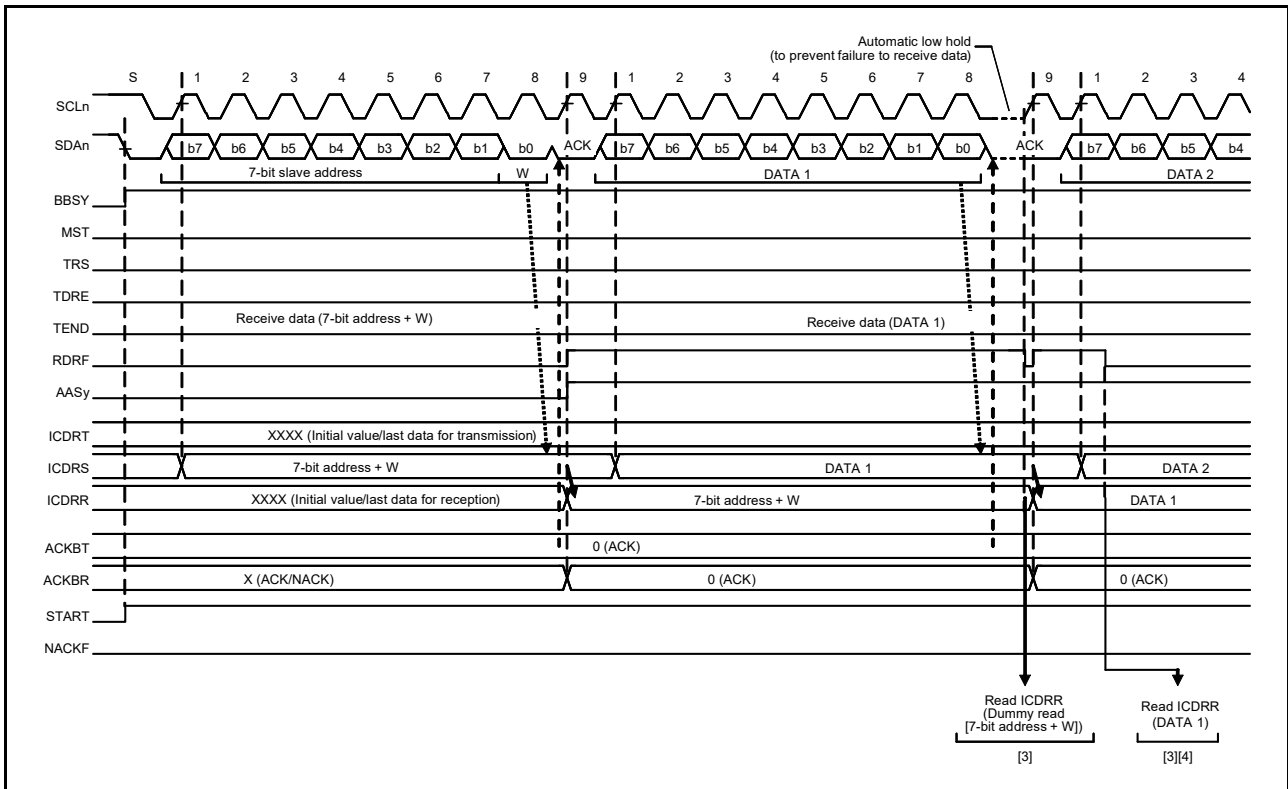 Automatic low hold
(to prevent failure to receive data)
S 1 2 3 4 5 6 7 8 9 1 2 3 4 5 6 7 8 9 1 2 3 4
SCLn
SDAn b7 b6 b5 b4 b3 b2 b1 b0 ACK b7 b6 b5 b4 b3 b2 b1 b0 ACK b7 b6 b5 b4
7-bit slave address W DATA 1 DATA 2
BBSY
MST
TRS
TDRE
Receive data (7-bit address + W) Receive data (DATA 1)
TEND
RDRF
AASy
ICDRT XXXX (Initial value/last data for transmission)
ICDRS 7-bit address + W DATA 1 DATA 2
ICDRR XXXX (Initial value/last data for reception) 7-bit address + W DATA 1
ACKBT 0 (ACK)
ACKBR X (ACK/NACK) 0 (ACK) 0 (ACK)
START
NACKF
Read ICDRR
(Dummy read
[7-bit address + W])
[3]
Read ICDRR
(DATA 1)
[3][4]